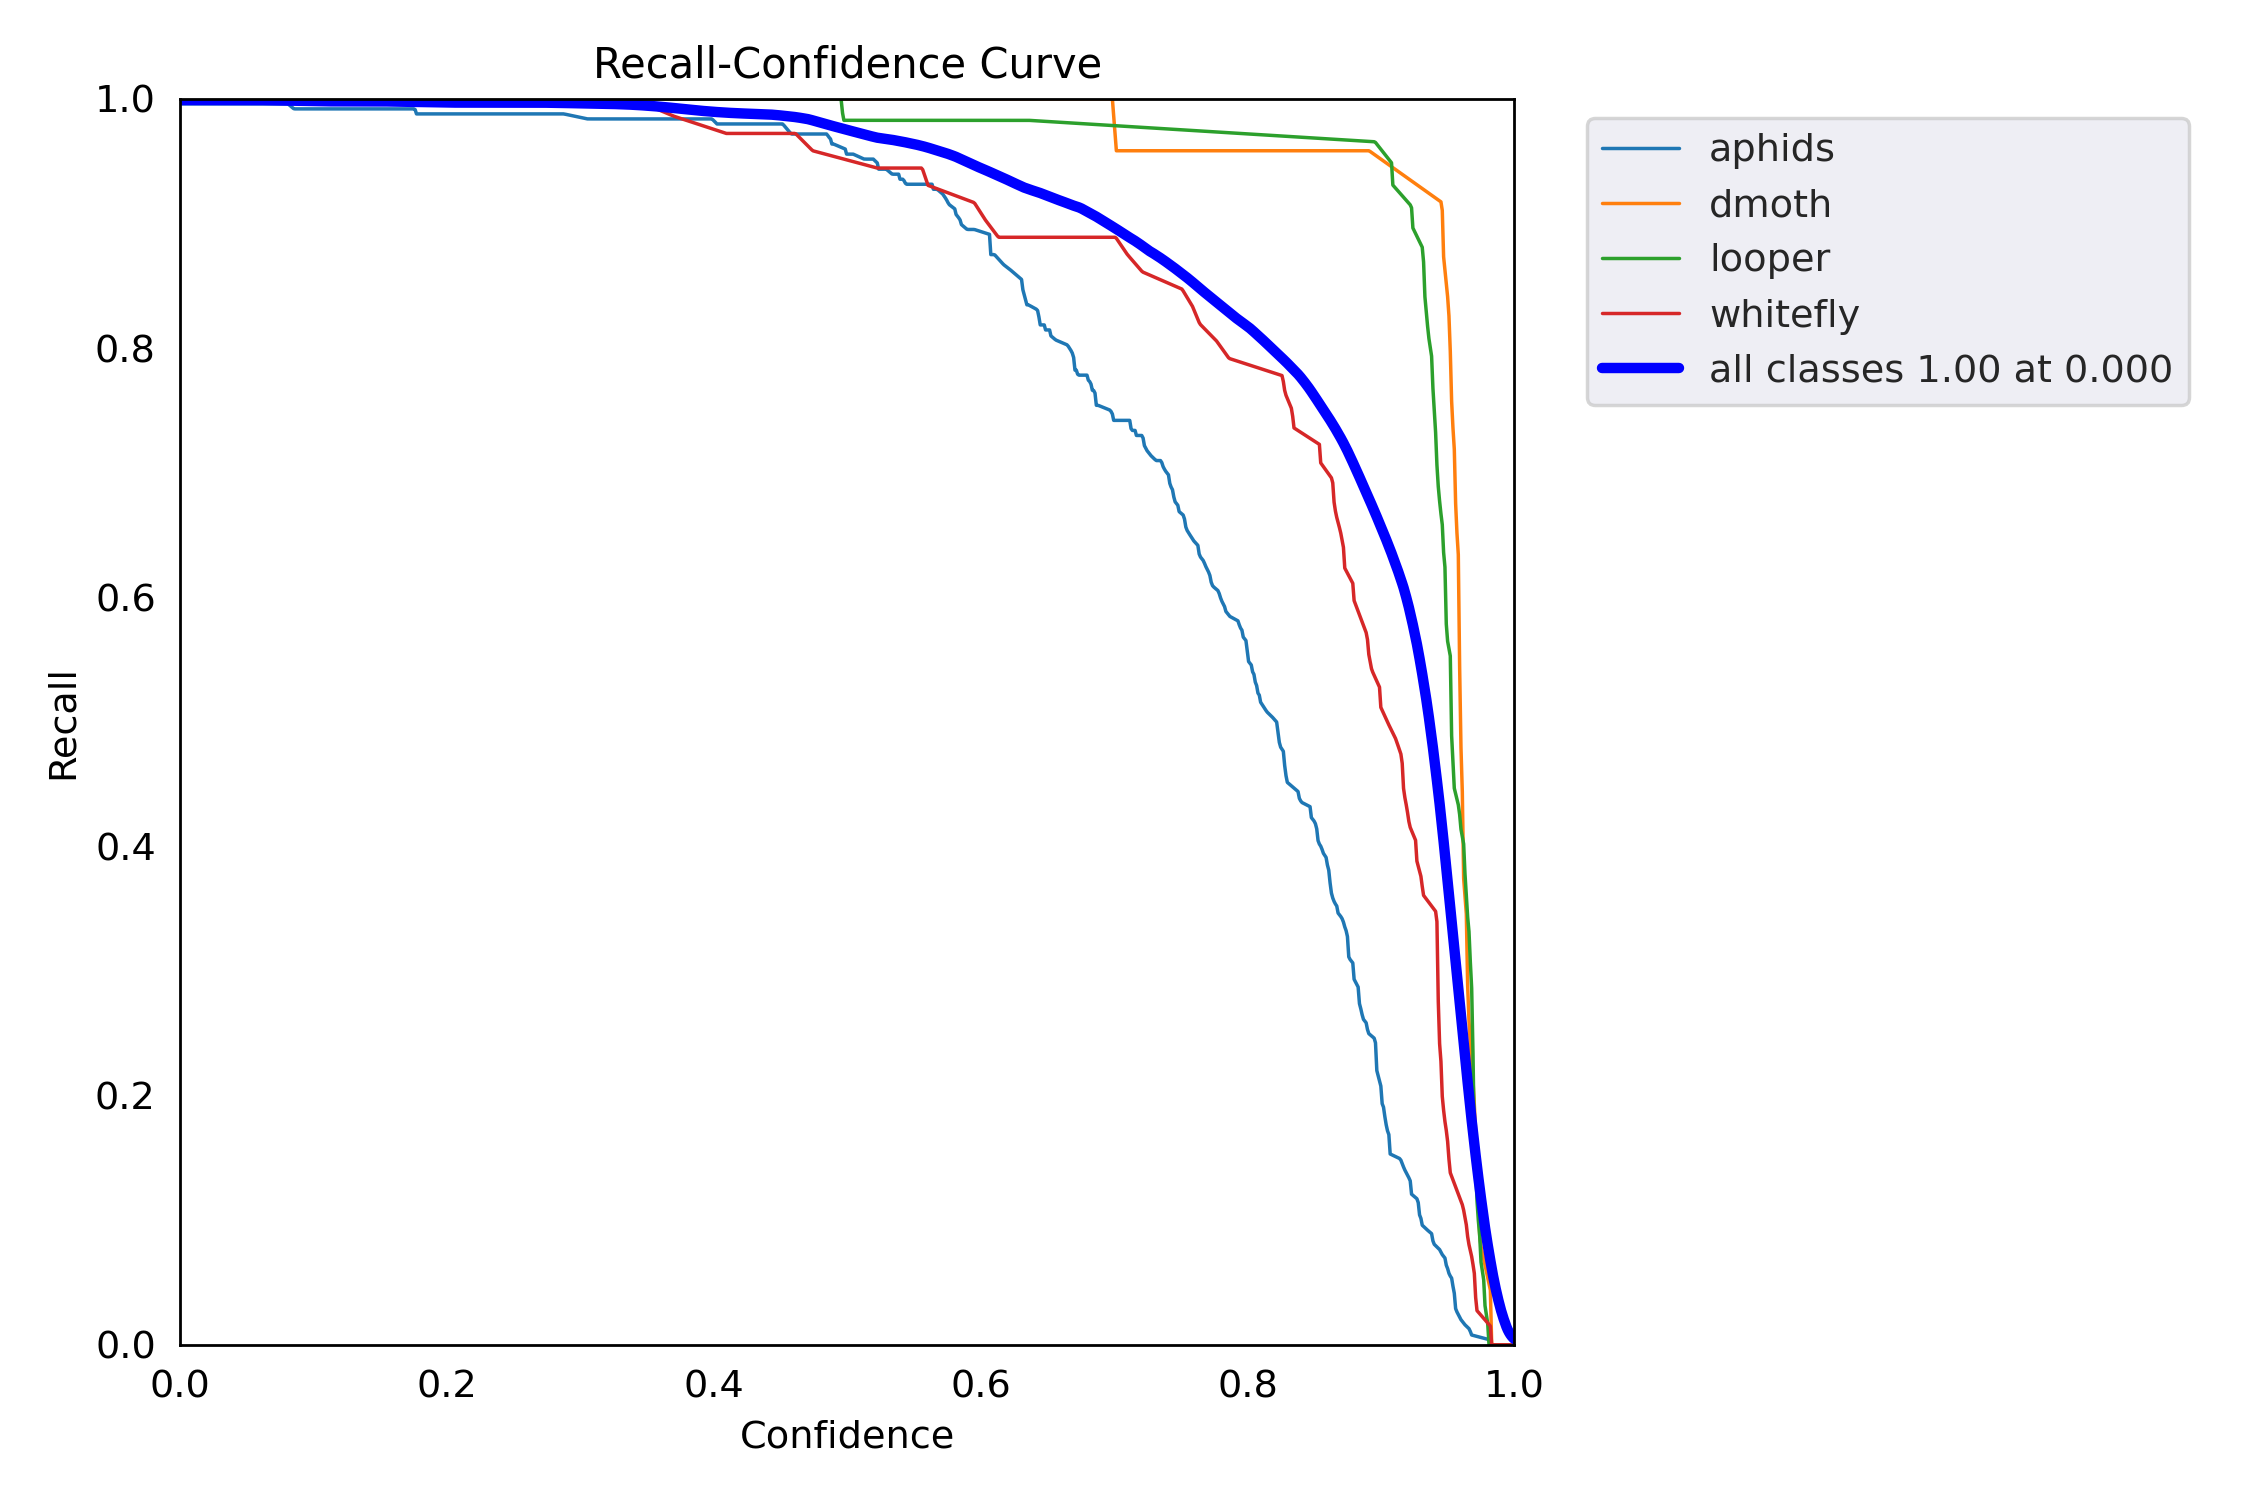 Recall-Confidence Curve
1.0
0.8
0.6
0.4
0.2
0.0
Recall
0.0 0.2 0.4 0.6 0.8 1.0
Confidence
aphids
dmoth
looper
whitefly
all classes 1.00 at 0.000